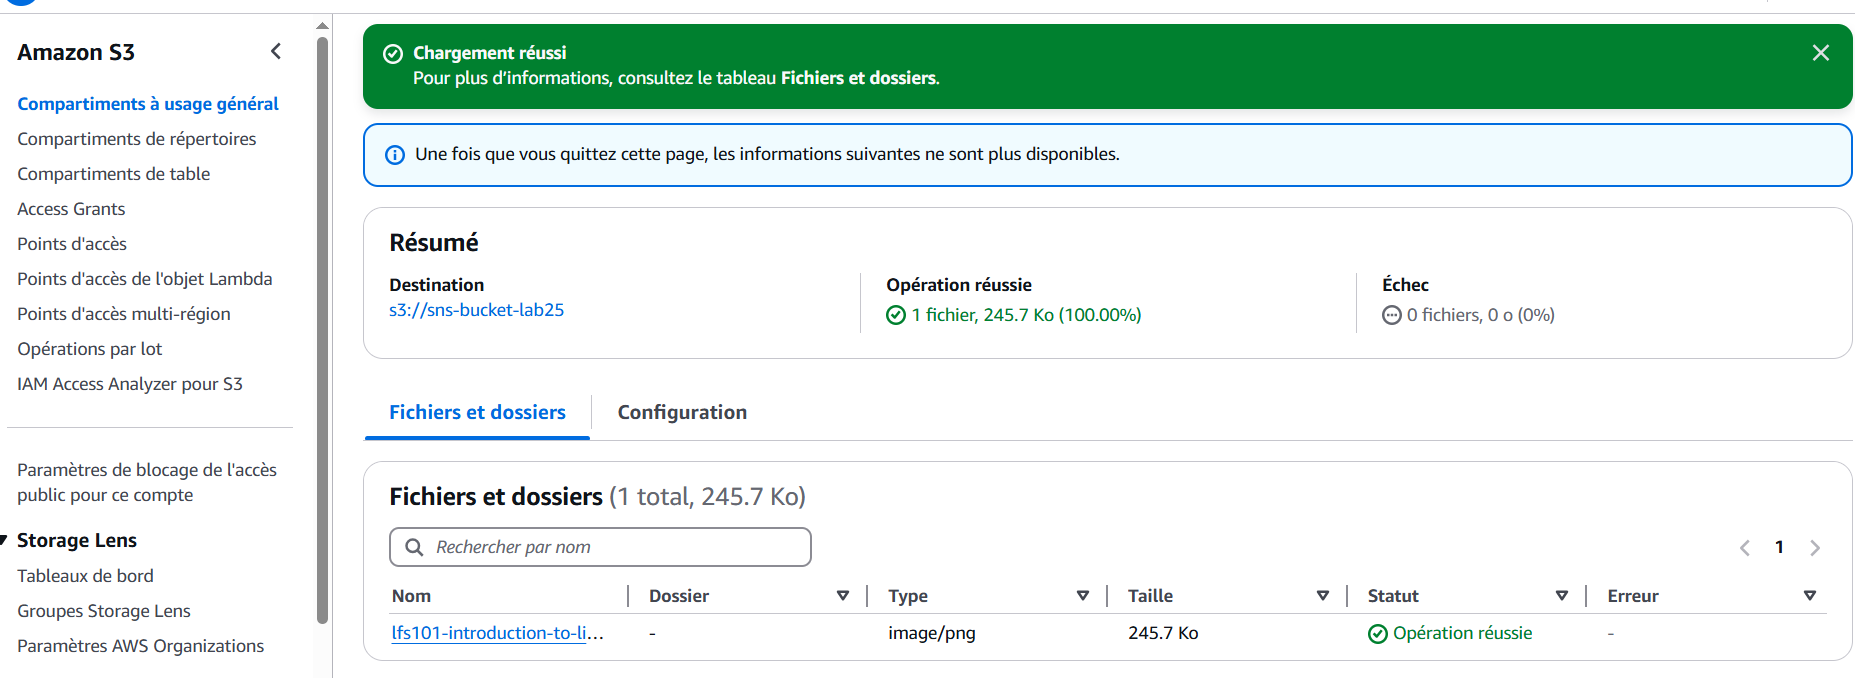 Amazon S3
Compartiments à usage général
Compartiments de répertoires
Compartiments de table
Access Grants
Points d'accès
Points d'accès de l'objet Lambda
Points d'accès multi-région
Opérations par lot
IAM Access Analyzer pour S3
Paramètres de blocage de l'accès
public pour ce compte
Storage Lens
Tableaux de bord
Groupes Storage Lens
Paramètres AWS Organizations
Chargement réussi
Pour plus d’informations, consultez le tableau Fichiers et dossiers.
Une fois que vous quittez cette page, les informations suivantes ne sont plus disponibles.
Résumé
Destination
s3://sns-bucket-lab25
Opération réussie
1 fichier, 245.7 Ko (100.00%)
Échec
0 fichiers, 0 o (0%)
Fichiers et dossiers
Configuration
Fichiers et dossiers (1 total, 245.7 Ko)
Rechercher par nom
1
Nom Dossier Type Taille Statut Erreur
lfs101-introduction-to-li... - image/png 245.7 Ko Opération réussie -